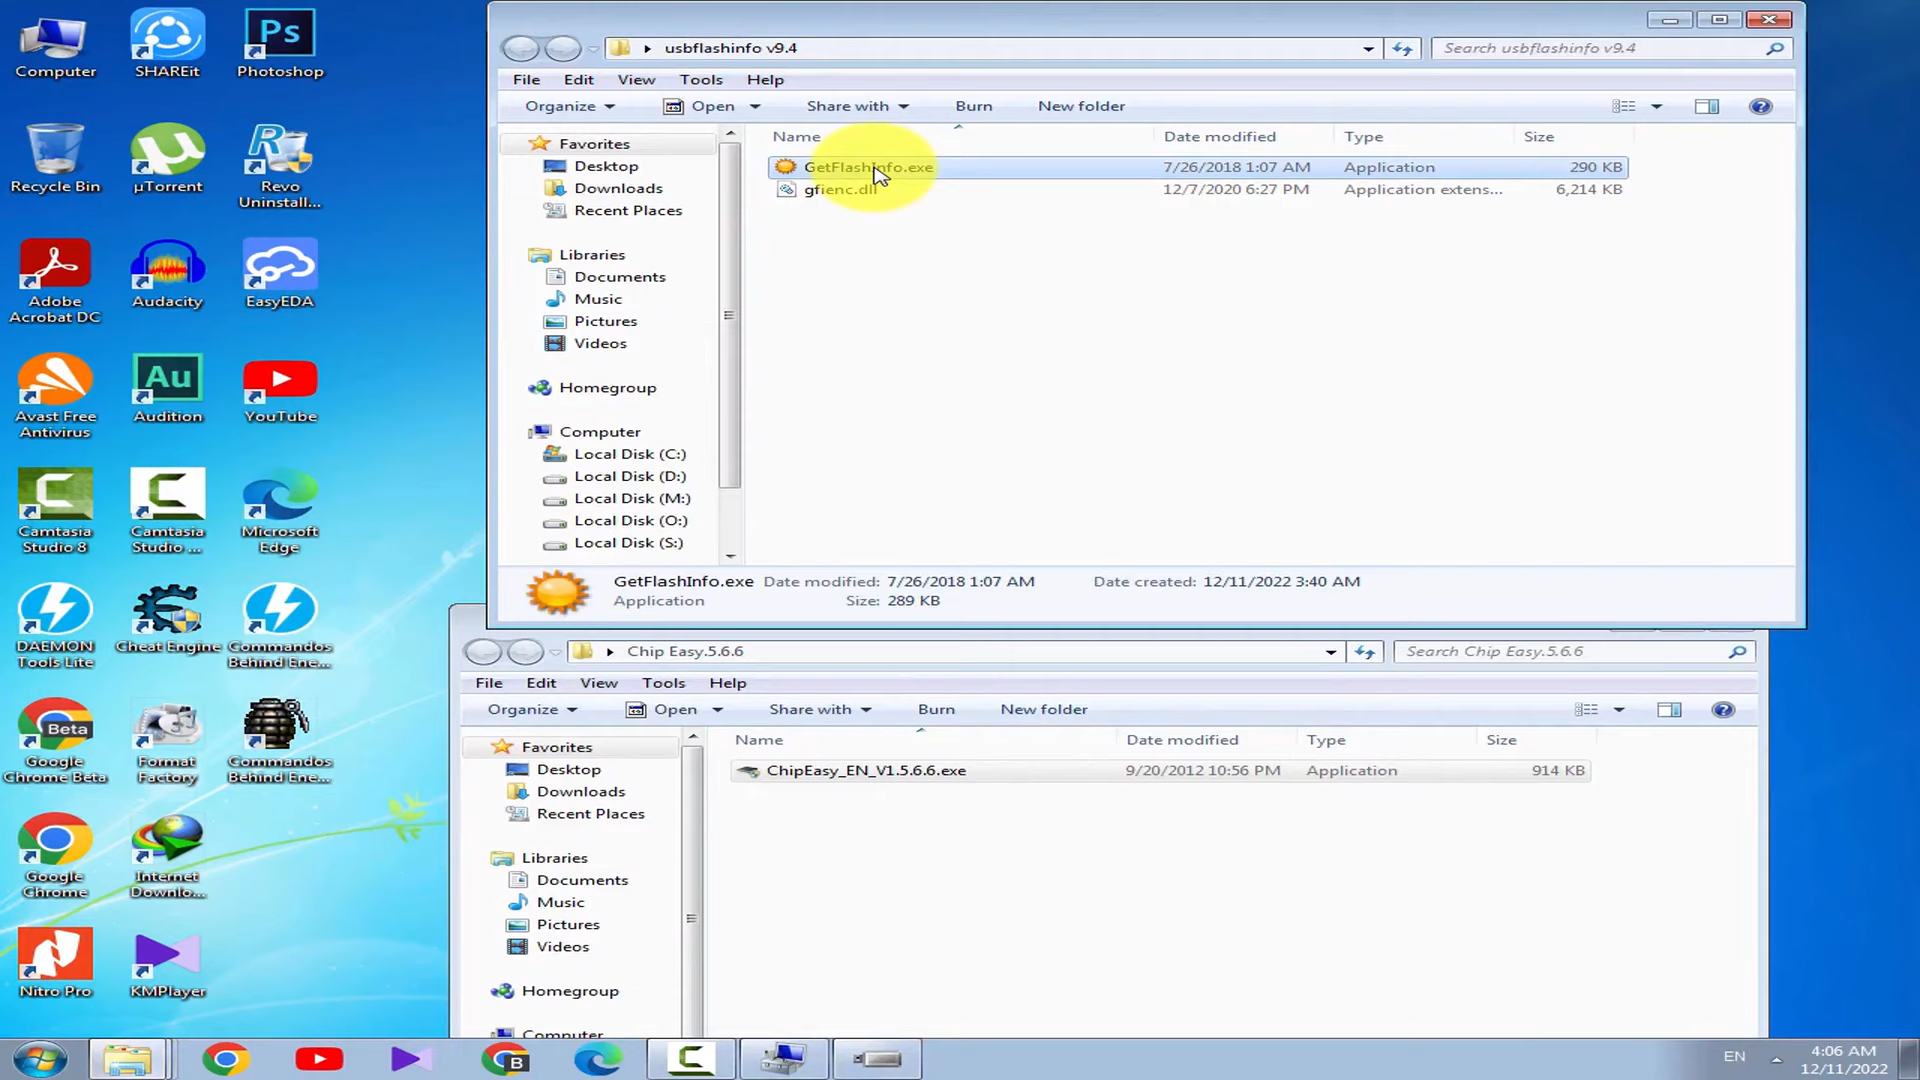 Computer
SHAREit
Ps
Photoshop
Recycle Bin
µTorrent
Revo
Uninstall...
Adobe
Acrobat DC
Audacity
EasyEDA
Avast Free
Antivirus
Au
Audition
YouTube
Camtasia
Studio 8
Camtasia
Studio ...
Microsoft
Edge
DAEMON
Tools Lite
Cheat Engine
Commandos
Behind Ene...
Beta
Google
Chrome Beta
Format
Factory
Commandos
Behind Ene...
Google
Chrome
Internet
Downlo...
Nitro Pro
KMPlayer
usbflashinfo v9.4
Search usbflashinfo v9.4
File Edit View Tools Help
Organize Open Share with Burn New folder
Favorites
Desktop
Downloads
Recent Places
Libraries
Documents
Music
Pictures
Videos
Homegroup
Computer
Local Disk (C:)
Local Disk (D:)
Local Disk (M:)
Local Disk (O:)
Local Disk (S:)
Name Date modified Type Size
GetFlashInfo.exe 7/26/2018 1:07 AM Application 290 KB
gfienc.dll 12/7/2020 6:27 PM Application extens... 6,214 KB
GetFlashInfo.exe Date modified: 7/26/2018 1:07 AM Date created: 12/11/2022 3:40 AM
Application Size: 289 KB
Chip Easy.5.6.6
Search Chip Easy.5.6.6
File Edit View Tools Help
Organize Open Share with Burn New folder
Favorites
Desktop
Downloads
Recent Places
Libraries
Documents
Music
Pictures
Videos
Homegroup
Computer
Name Date modified Type Size
ChipEasy_EN_V1.5.6.6.exe 9/20/2012 10:56 PM Application 914 KB
B
EN
4:06 AM
12/11/2022